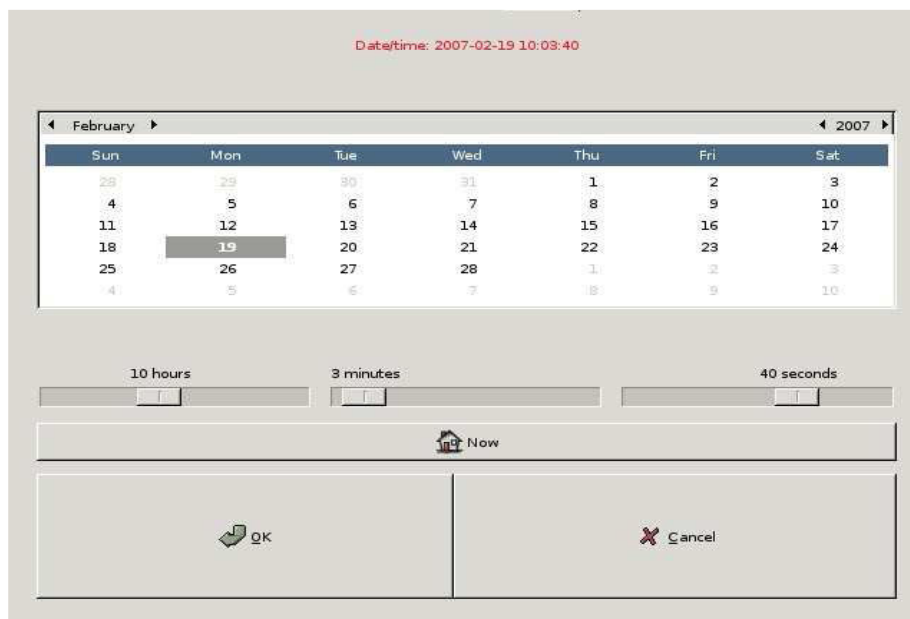 Date/time: 2007-02-19 10:03:40
February 2007
Sun Mon Tue Wed Thu Fri Sat
28 29 30 31 1 2 3
4 5 6 7 8 9 10
11 12 13 14 15 16 17
18 19 20 21 22 23 24
25 26 27 28 1 2 3
4 5 6 7 8 9 10
10 hours 3 minutes 40 seconds
Now
OK Cancel